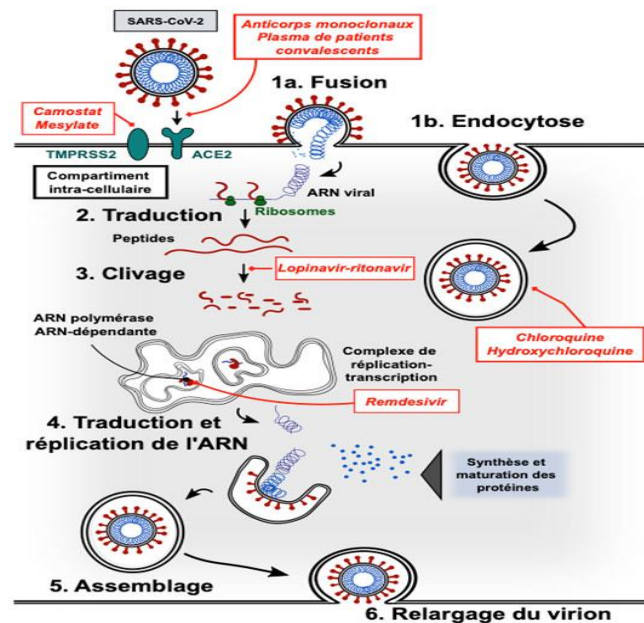 SARS-CoV-2
Anticorps monoclonaux
Plasma de patients
convalescents
1a. Fusion
Camostat
Mesylate
1b. Endocytose
TMPRSS2
ACE2
Compartiment
intra-cellulaire
ARN viral
Ribosomes
2. Traduction
Peptides
3. Clivage
Lopinavir-ritonavir
Chloroquine
Hydroxychloroquine
ARN polymérase
ARN-dépendante
Complexe de
réplication-
transcription
Remdesivir
4. Traduction et
réplication de l'ARN
Synthèse et
maturation des
protéines
5. Assemblage
6. Relargage du virion